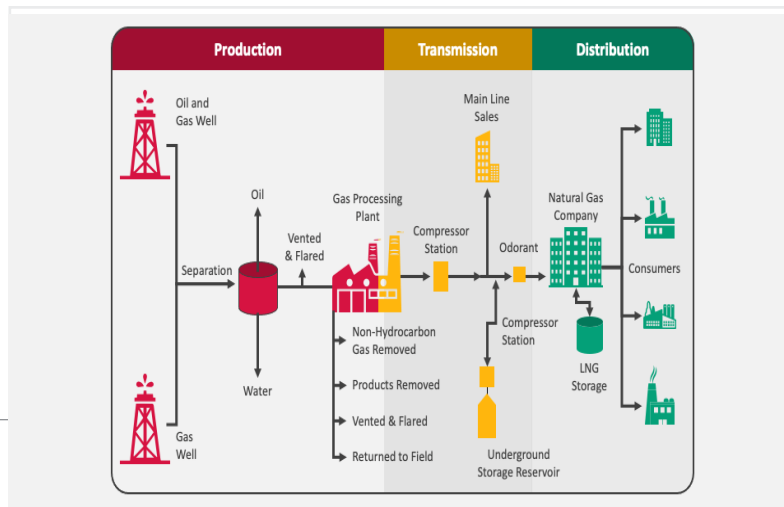 Production
Transmission
Distribution
Oil and
Gas Well
Main Line
Sales
Oil
Gas Processing
Plant
Natural Gas
Company
Vented
& Flared
Compressor
Station
Odorant
Separation
Consumers
Non-Hydrocarbon
Gas Removed
Compressor
Station
Water
Products Removed
LNG
Storage
Vented & Flared
Gas
Well
Returned to Field
Underground
Storage Reservoir